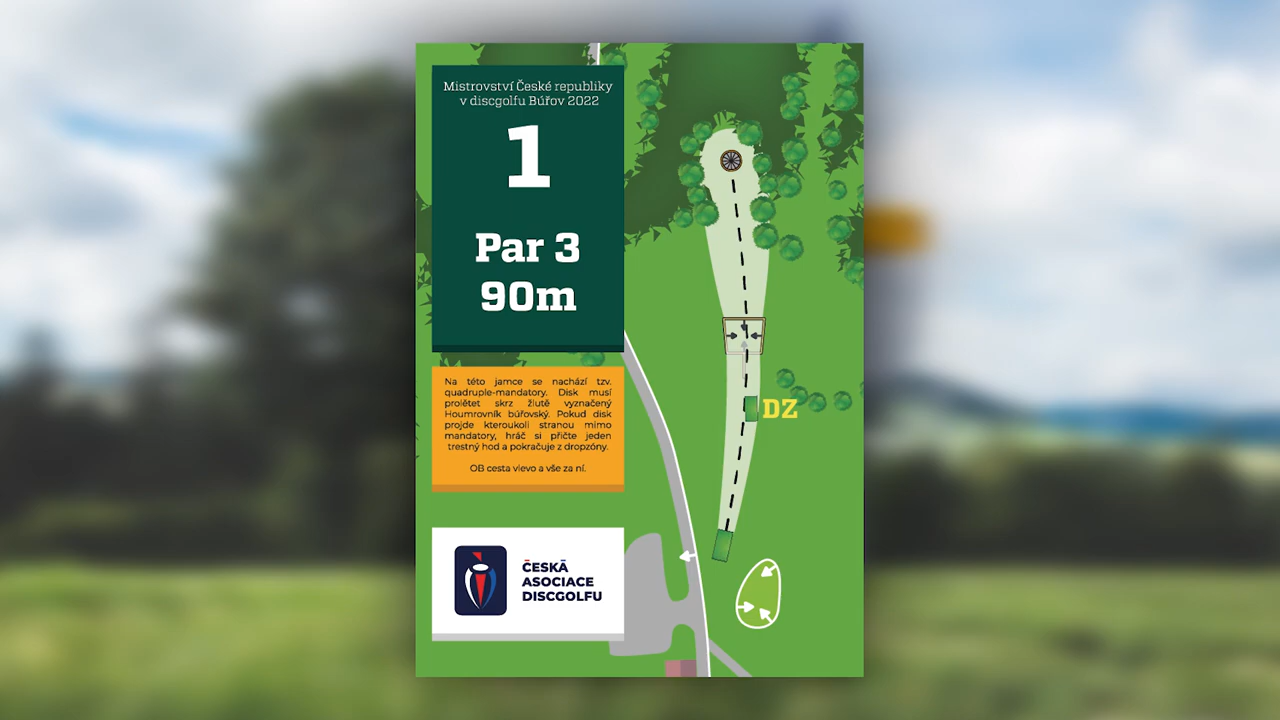 Mistrovství České republiky
v discgolfu Búřov 2022
1
Par 3
90m
Na této jamce se nachází tzv.
quadruple-mandatory. Disk musí
prolétet skrz žlutě vyznačený
Houmrovník búřovský. Pokud disk
projde kteroukoli stranou mimo
mandatory, hráč si přičte jeden
trestný hod a pokračuje z dropzóny.
OB cesta vlevo a vše za ní.
DZ
ČESKÁ
ASOCIACE
DISCGOLFU